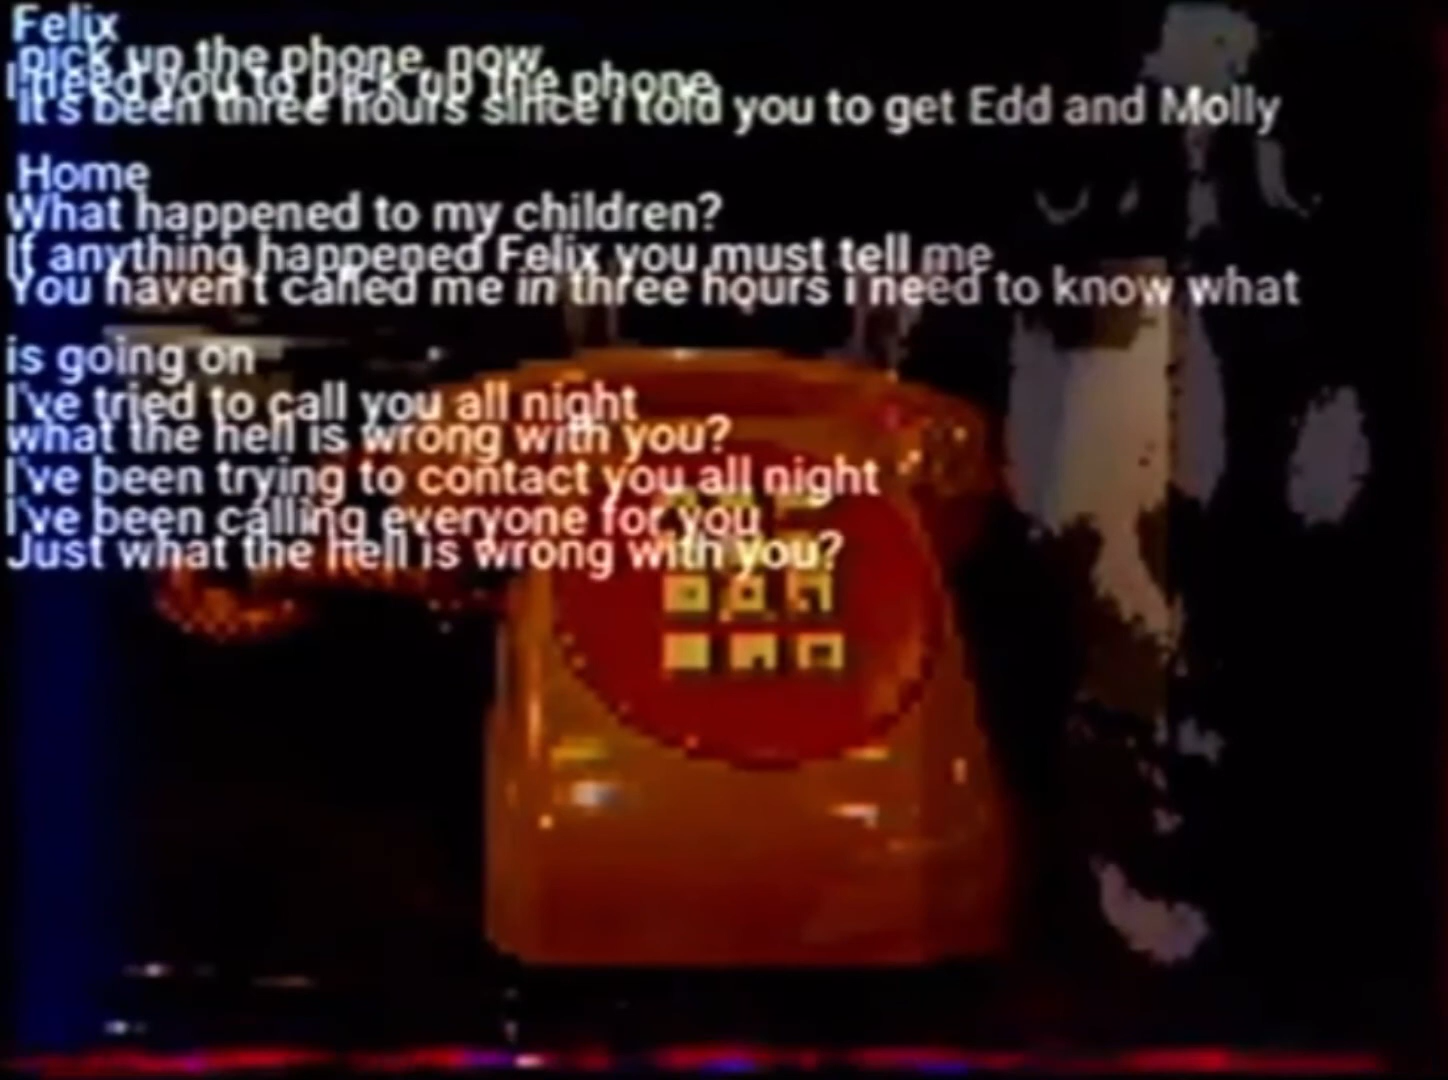 Felix
pick up the phone, now.
I need you to pick up the phone.
It's been three hours since i told you to get Edd and Molly
Home
What happened to my children?
If anything happened Felix you must tell me
You haven't called me in three hours i need to know what
is going on
I've tried to call you all night
what the hell is wrong with you?
I've been trying to contact you all night
I've been calling everyone for you
Just what the hell is wrong with you?